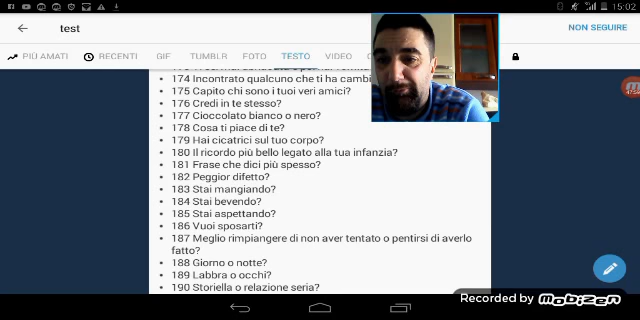 15:02
test
NON SEGUIRE
PIÙ AMATI RECENTI GIF TUMBLR FOTO TESTO VIDEO
174 Incontrato qualcuno che ti ha cambi
175 Capito chi sono i tuoi veri amici?
176 Credi in te stesso?
177 Cioccolato bianco o nero?
178 Cosa ti piace di te?
179 Hai cicatrici sul tuo corpo?
180 Il ricordo più bello legato alla tua infanzia?
181 Frase che dici più spesso?
182 Peggior difetto?
183 Stai mangiando?
184 Stai bevendo?
185 Stai aspettando?
186 Vuoi sposarti?
187 Meglio rimpiangere di non aver tentato o pentirsi di averlo
fatto?
188 Giorno o notte?
189 Labbra o occhi?
190 Storiella o relazione seria?
Recorded by Mobizen